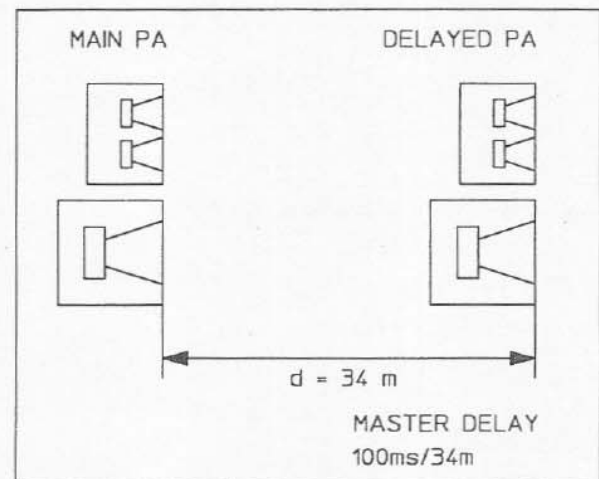 MAIN PA
DELAYED PA
d = 34 m
MASTER DELAY
100ms/34m